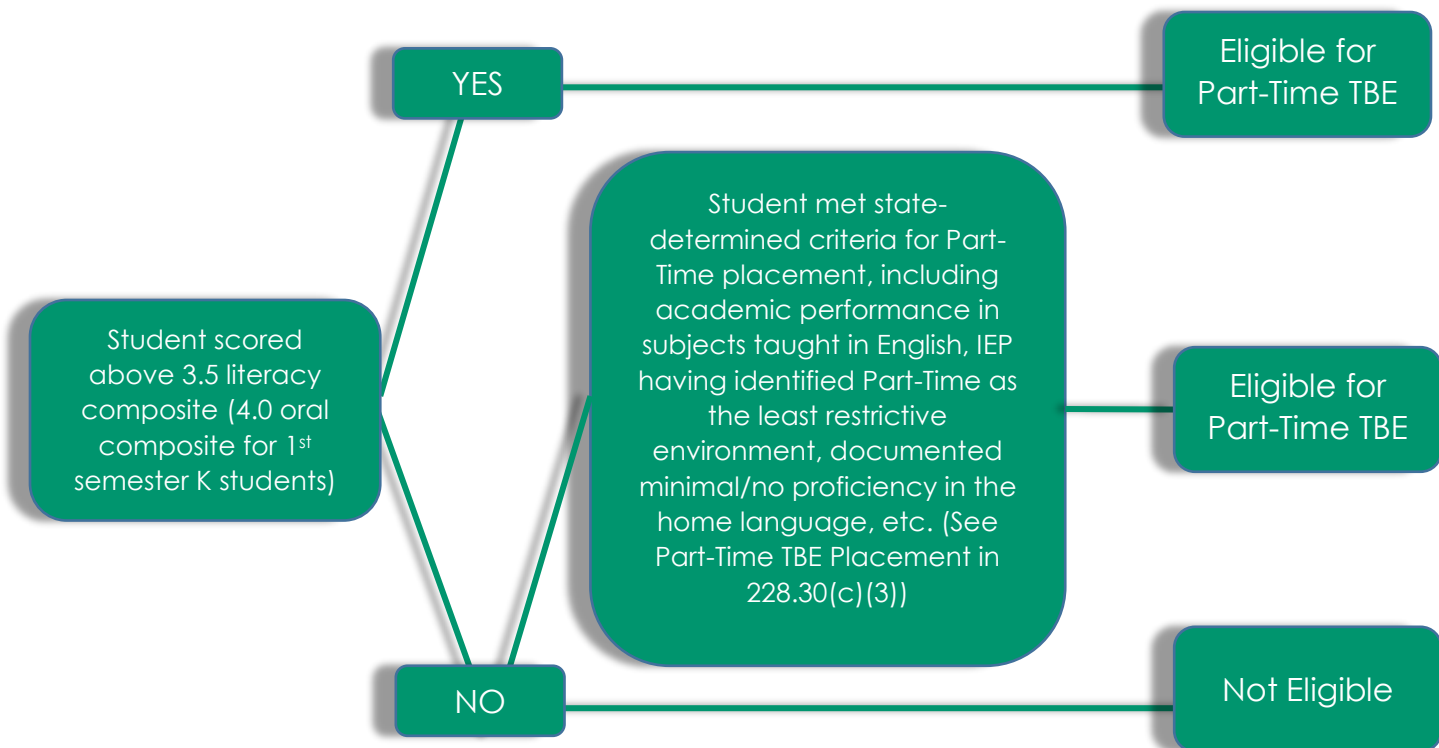 YES
Eligible for
Part-Time TBE
Student scored
above 3.5 literacy
composite (4.0 oral
composite for 1st
semester K students)
Student met state-
determined criteria for Part-
Time placement, including
academic performance in
subjects taught in English, IEP
having identified Part-Time as
the least restrictive
environment, documented
minimal/no proficiency in the
home language, etc. (See
Part-Time TBE Placement in
228.30(c)(3))
Eligible for
Part-Time TBE
NO
Not Eligible